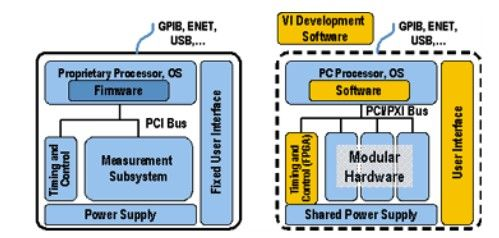 GPIB, ENET,
USB,...
Proprietary Processor, OS
Firmware
PCI Bus
Timing and
Control
Measurement
Subsystem
Power Supply
Fixed User Interface
VI Development
Software
GPIB, ENET,
USB,...
PC Processor, OS
Software
PCI/PXI Bus
Timing and
Control (FPGA)
Modular
Hardware
Shared Power Supply
User Interface